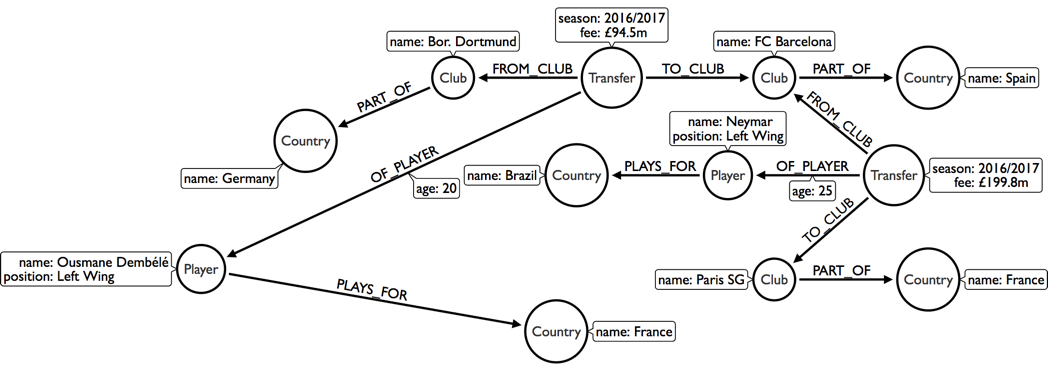 season: 2016/2017
fee: £94.5m
name: Bor. Dortmund
name: FC Barcelona
Club
FROM_CLUB
Transfer
TO_CLUB
Club
PART_OF
Country
name: Spain
PART_OF
FROM_CLUB
Country
name: Germany
name: Neymar
position: Left Wing
OF_PLAYER
age: 20
name: Brazil
Country
PLAYS_FOR
Player
OF_PLAYER
age: 25
Transfer
season: 2016/2017
fee: £199.8m
TO_CLUB
name: Ousmane Dembélé
position: Left Wing
Player
PLAYS_FOR
name: Paris SG
Club
PART_OF
Country
name: France
Country
name: France